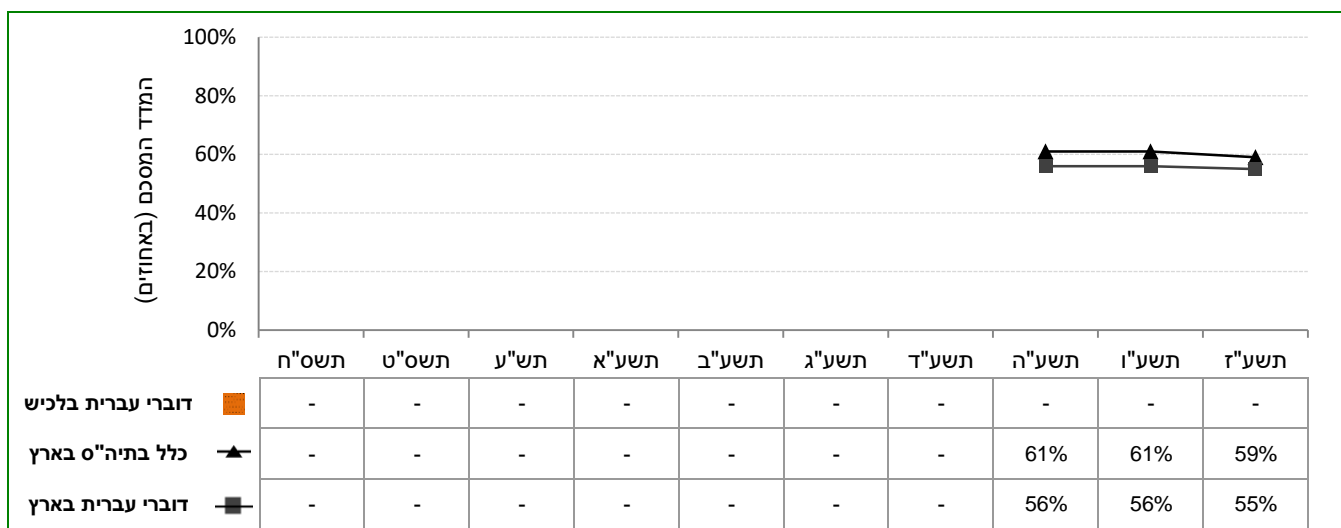 המדד המסכם (באחוזים)
100%
80%
60%
40%
20%
0%
תשס"ח תשס"ט תש"ע תשע"א תשע"ב תשע"ג תשע"ד תשע"ה תשע"ו תשע"ז
דוברי עברית בלכיש - - - - - - - - - -
כלל בתיה"ס בארץ - - - - - - - 61% 61% 59%
דוברי עברית בארץ - - - - - - - 56% 56% 55%